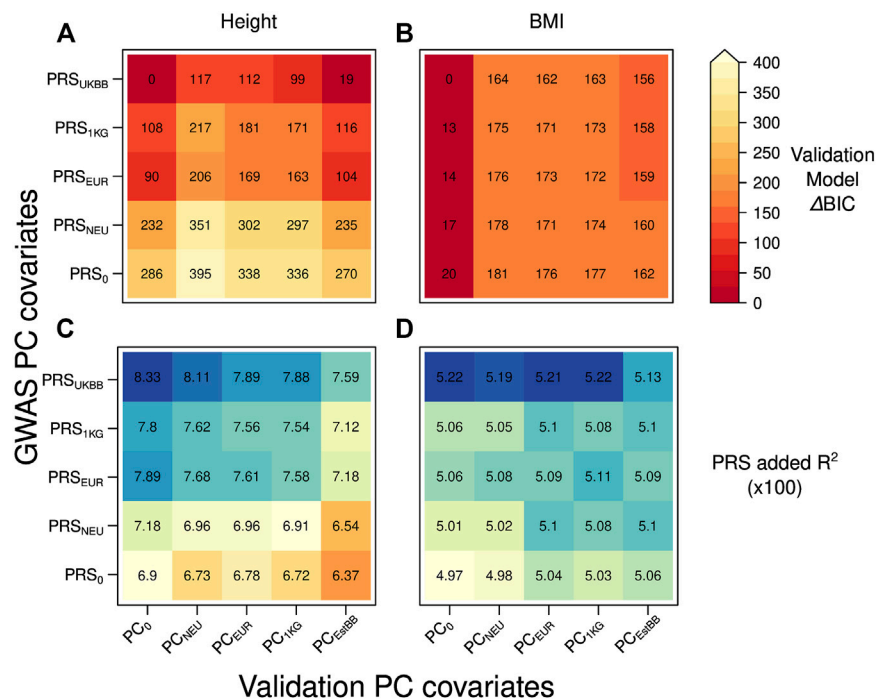 Height
BMI
A
B
PRS_UKBB
0 117 112 99 19
0 164 162 163 156
PRS_1KG
108 217 181 171 116
13 175 171 173 158
PRS_EUR
90 206 169 163 104
14 176 173 172 159
PRS_NEU
232 351 302 297 235
17 178 171 174 160
PRS_0
286 395 338 336 270
20 181 176 177 162
400
350
300
250
200
150
100
50
0
Validation
Model
ΔBIC
GWAS PC covariates
C
D
PRS_UKBB
8.33 8.11 7.89 7.88 7.59
5.22 5.19 5.21 5.22 5.13
PRS_1KG
7.8 7.62 7.56 7.54 7.12
5.06 5.05 5.1 5.08 5.1
PRS_EUR
7.89 7.68 7.61 7.58 7.18
5.06 5.08 5.09 5.11 5.09
PRS_NEU
7.18 6.96 6.96 6.91 6.54
5.01 5.02 5.1 5.08 5.1
PRS_0
6.9 6.73 6.78 6.72 6.37
4.97 4.98 5.04 5.03 5.06
PRS added R²
(x100)
PC_0 PC_NEU PC_EUR PC_1KG PC_EstBB
PC_0 PC_NEU PC_EUR PC_1KG PC_EstBB
Validation PC covariates